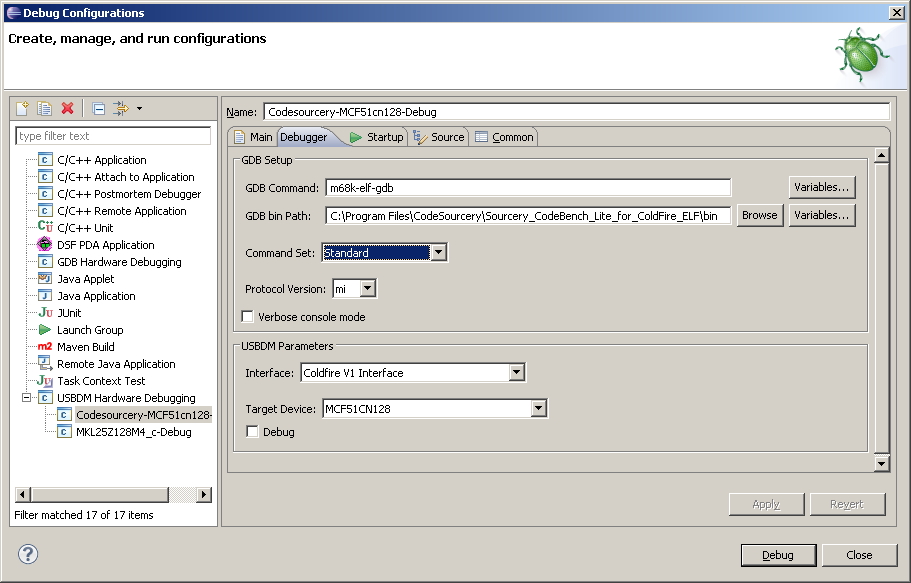 Debug Configurations
Create, manage, and run configurations
type filter text
C/C++ Application
C/C++ Attach to Application
C/C++ Postmortem Debugger
C/C++ Remote Application
C/C++ Unit
DSF PDA Application
GDB Hardware Debugging
Java Applet
Java Application
JUnit
Launch Group
Maven Build
Remote Java Application
Task Context Test
USBDM Hardware Debugging
Codesourcery-MCF51cn128-
MKL25Z128M4_c-Debug
Filter matched 17 of 17 items
Name: Codesourcery-MCF51cn128-Debug
Main Debugger Startup Source Common
GDB Setup
GDB Command: m68k-elf-gdb Variables...
GDB bin Path: C:\Program Files\CodeSourcery\Sourcery_CodeBench_Lite_for_ColdFire_ELF\bin Browse Variables...
Command Set: Standard
Protocol Version: mi
Verbose console mode
USBDM Parameters
Interface: Coldfire V1 Interface
Target Device: MCF51CN128
Debug
Apply Revert
Debug Close